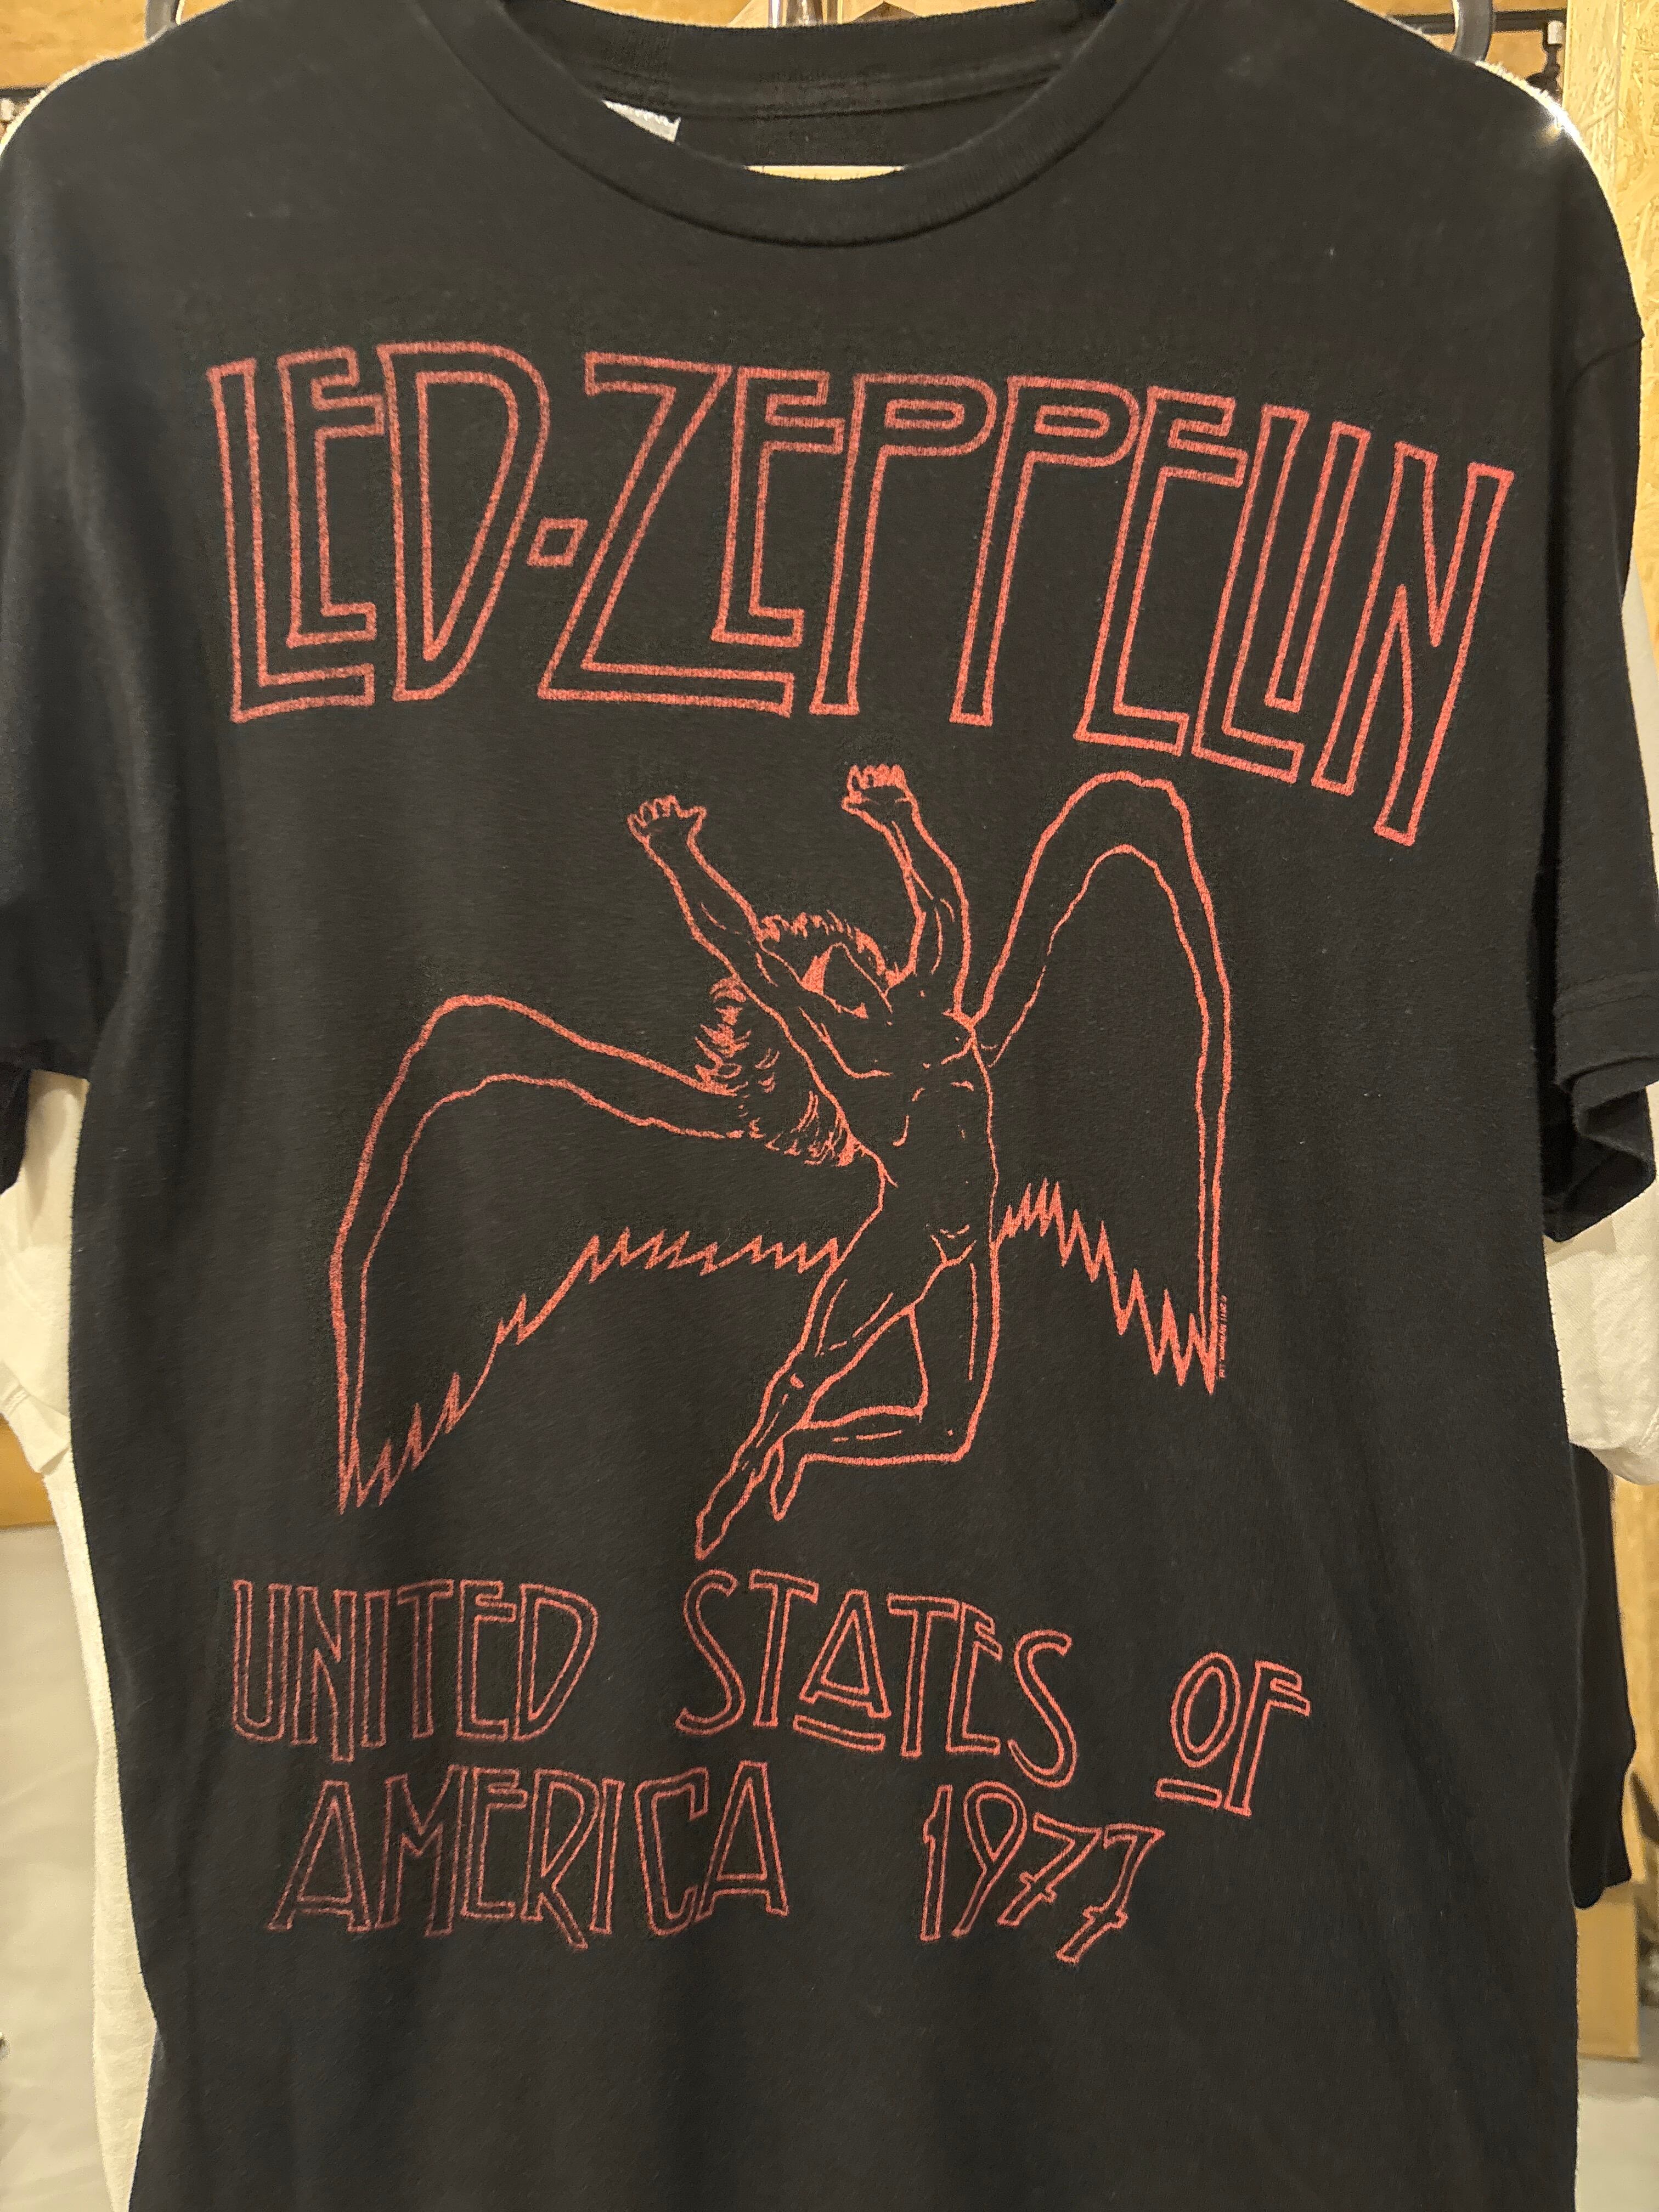 LED-ZEPPELIN
UNITED STATES OF
AMERICA 1977